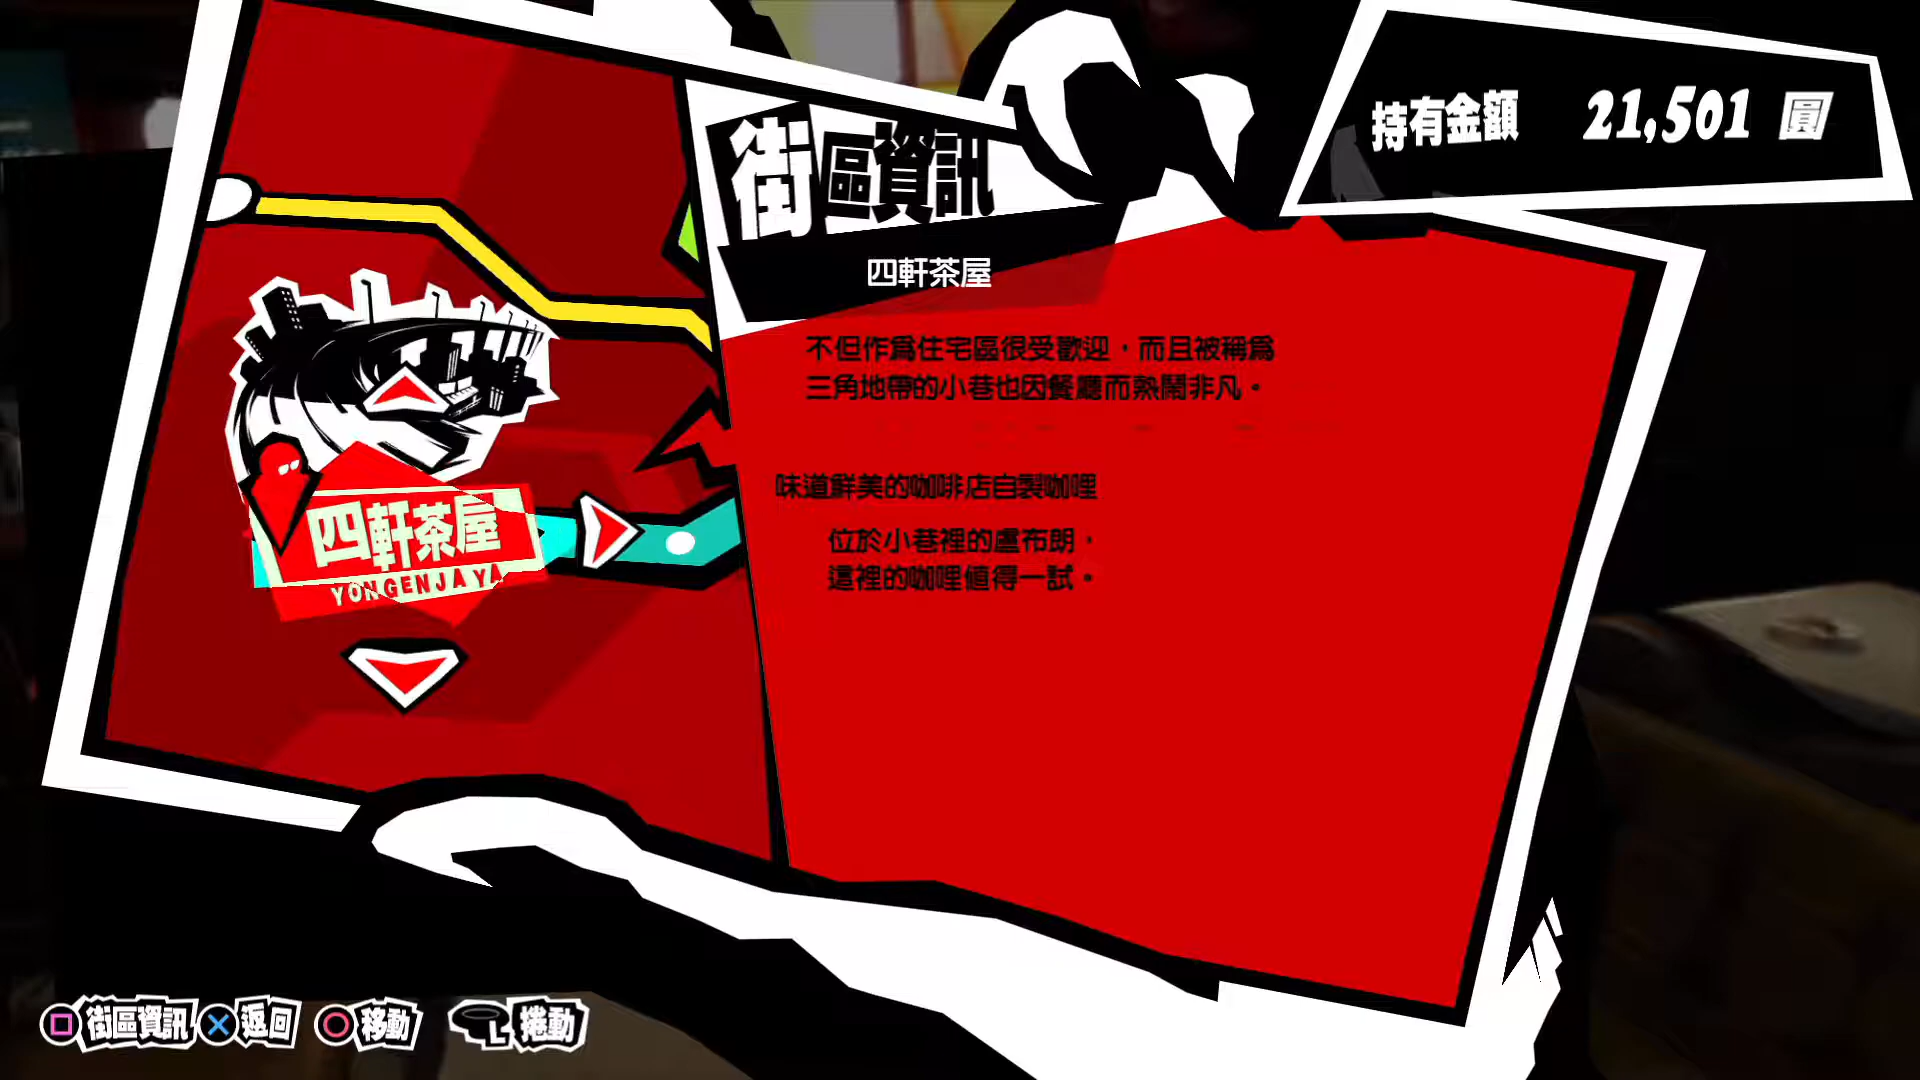 持有金額 21,501 圓
街區資訊
四軒茶屋
不但作爲住宅區很受歡迎，而且被稱爲
三角地帶的小巷也因餐廳而熱鬧非凡。
味道鮮美的咖啡店自製咖哩
位於小巷裡的盧布朗，
這裡的咖哩值得一試。
四軒茶屋
YONGENJAYA
街區資訊 返回 移動 L 捲動